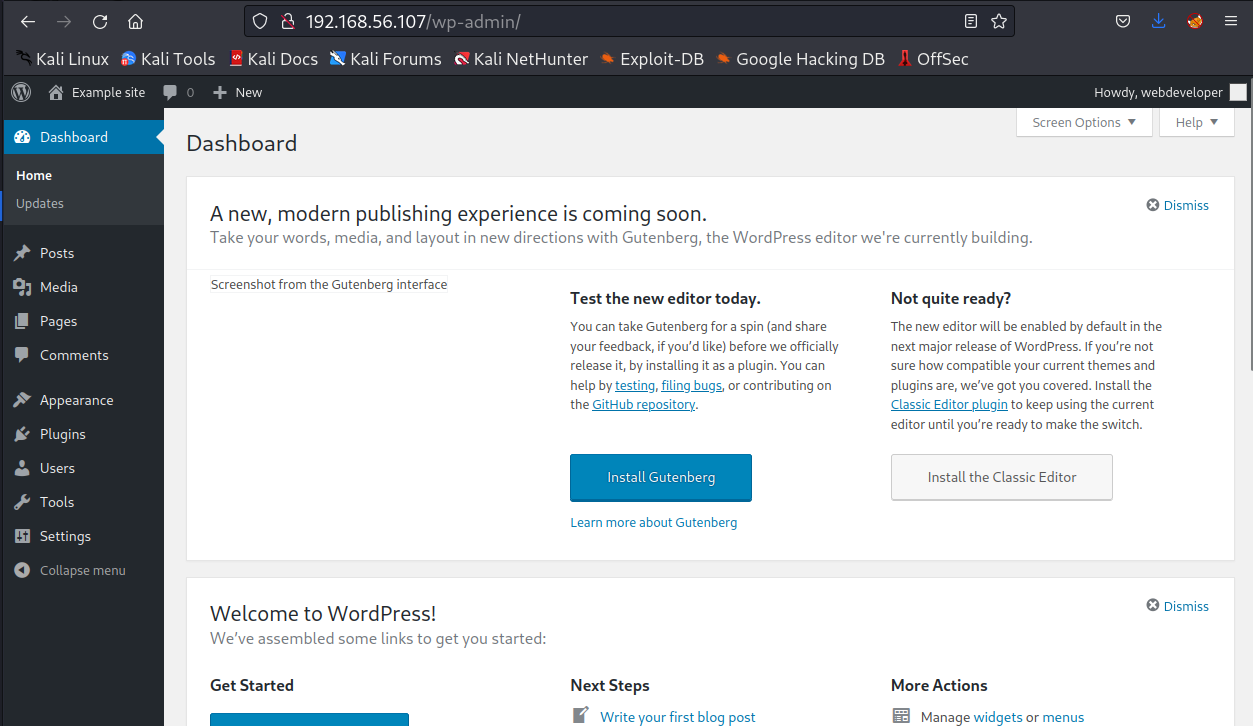 192.168.56.107/wp-admin/
Kali Linux Kali Tools Kali Docs Kali Forums Kali NetHunter Exploit-DB Google Hacking DB OffSec
Example site 0 New Howdy, webdeveloper
Dashboard
Home
Updates
Posts
Media
Pages
Comments
Appearance
Plugins
Users
Tools
Settings
Collapse menu
Screen Options Help
Dashboard
A new, modern publishing experience is coming soon.
Dismiss
Take your words, media, and layout in new directions with Gutenberg, the WordPress editor we're currently building.
Screenshot from the Gutenberg interface
Test the new editor today.
You can take Gutenberg for a spin (and share
your feedback, if you’d like) before we officially
release it, by installing it as a plugin. You can
help by testing, filing bugs, or contributing on
the GitHub repository.
Install Gutenberg
Learn more about Gutenberg
Not quite ready?
The new editor will be enabled by default in the
next major release of WordPress. If you’re not
sure how compatible your current themes and
plugins are, we’ve got you covered. Install the
Classic Editor plugin to keep using the current
editor until you’re ready to make the switch.
Install the Classic Editor
Welcome to WordPress!
Dismiss
We’ve assembled some links to get you started:
Get Started
Next Steps
Write your first blog post
More Actions
Manage widgets or menus